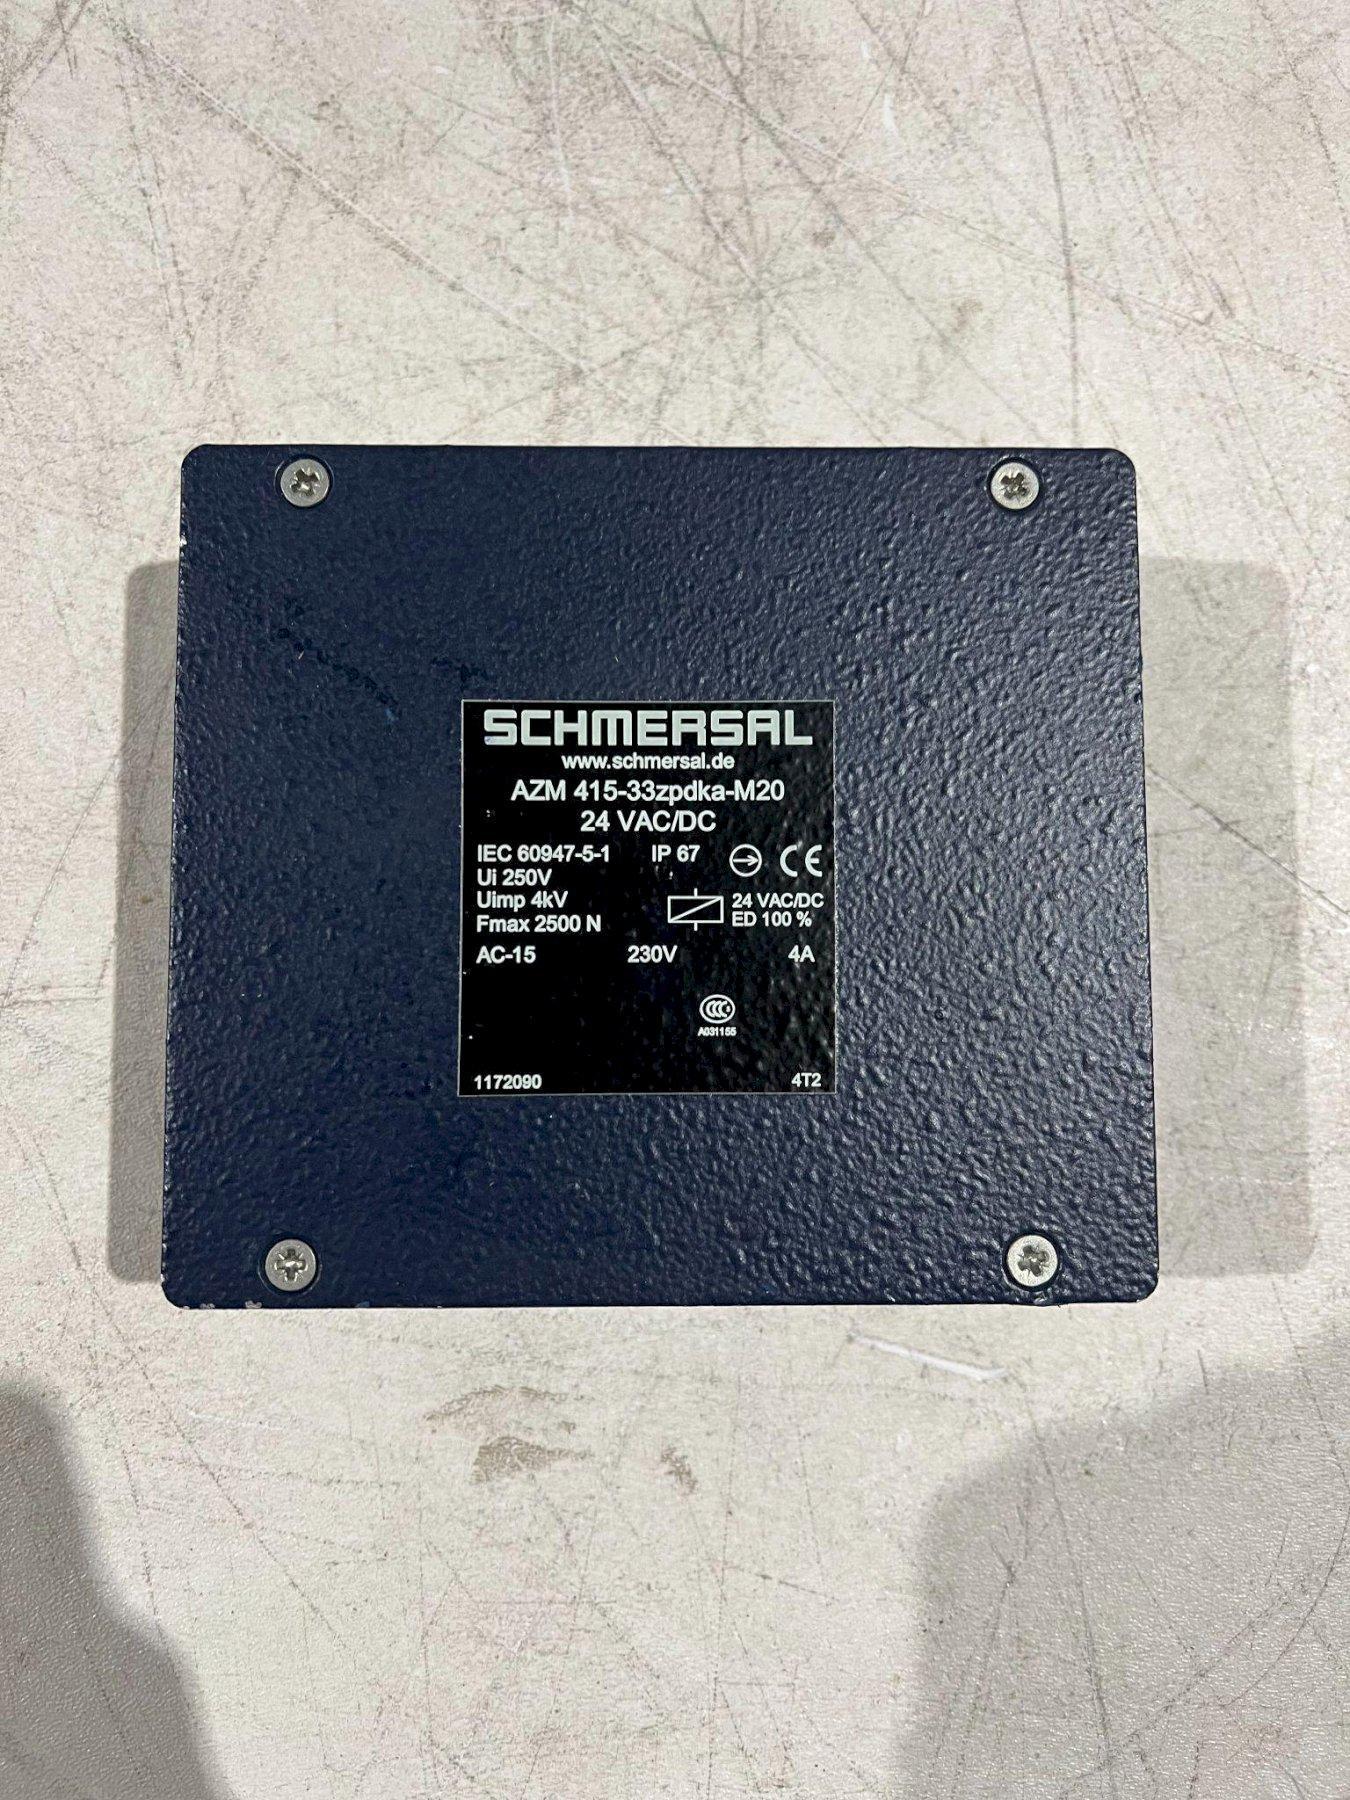 SCHMERSAL
www.schmersal.de
AZM 415-33zpdka-M20
24 VAC/DC
IEC 60947-5-1 IP 67 CE
Ui 250V
Uimp 4kV 24 VAC/DC
Fmax 2500 N ED 100 %
AC-15 230V 4A
CCC
A031155
1172090 4T2